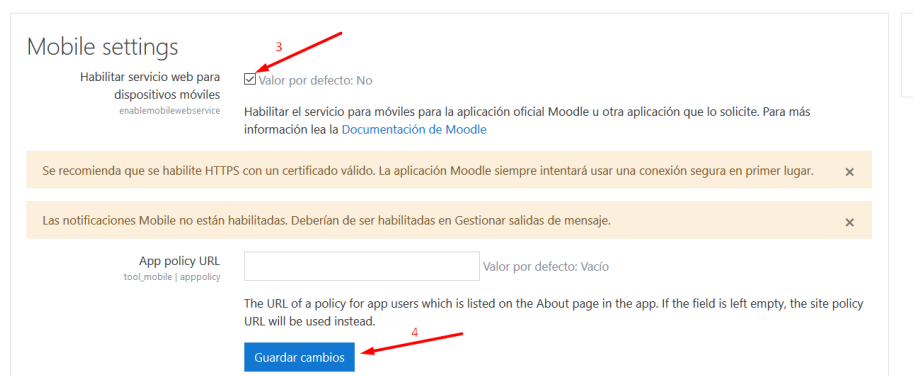 Mobile settings
3
Habilitar servicio web para
dispositivos móviles
enablemobilewebservice
Valor por defecto: No
Habilitar el servicio para móviles para la aplicación oficial Moodle u otra aplicación que lo solicite. Para más
información lea la Documentación de Moodle
Se recomienda que se habilite HTTPS con un certificado válido. La aplicación Moodle siempre intentará usar una conexión segura en primer lugar. ×
Las notificaciones Mobile no están habilitadas. Deberían de ser habilitadas en Gestionar salidas de mensaje. ×
App policy URL
tool_mobile | apppolicy
Valor por defecto: Vacío
The URL of a policy for app users which is listed on the About page in the app. If the field is left empty, the site policy
URL will be used instead.
4
Guardar cambios